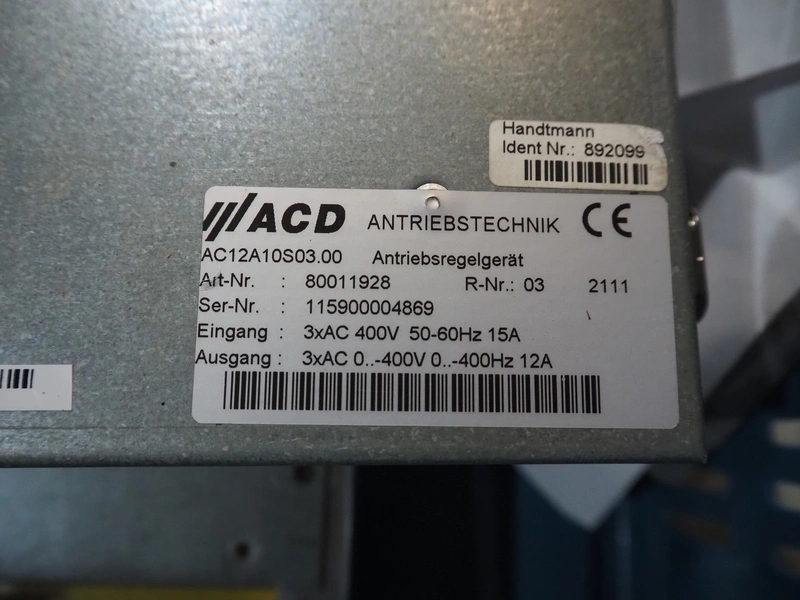 Handtmann
Ident Nr.: 892099
ACD ANTRIEBSTECHNIK CE
AC12A10S03.00 Antriebsregelgerät
Art-Nr. : 80011928 R-Nr.: 03 2111
Ser-Nr. : 115900004869
Eingang : 3xAC 400V 50-60Hz 15A
Ausgang : 3xAC 0..-400V 0..-400Hz 12A